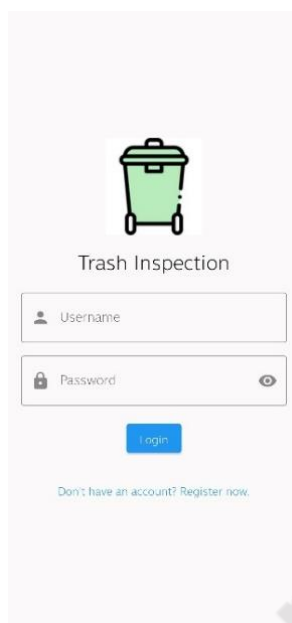 Trash Inspection
Username
Password
Login
Don't have an account? Register now.